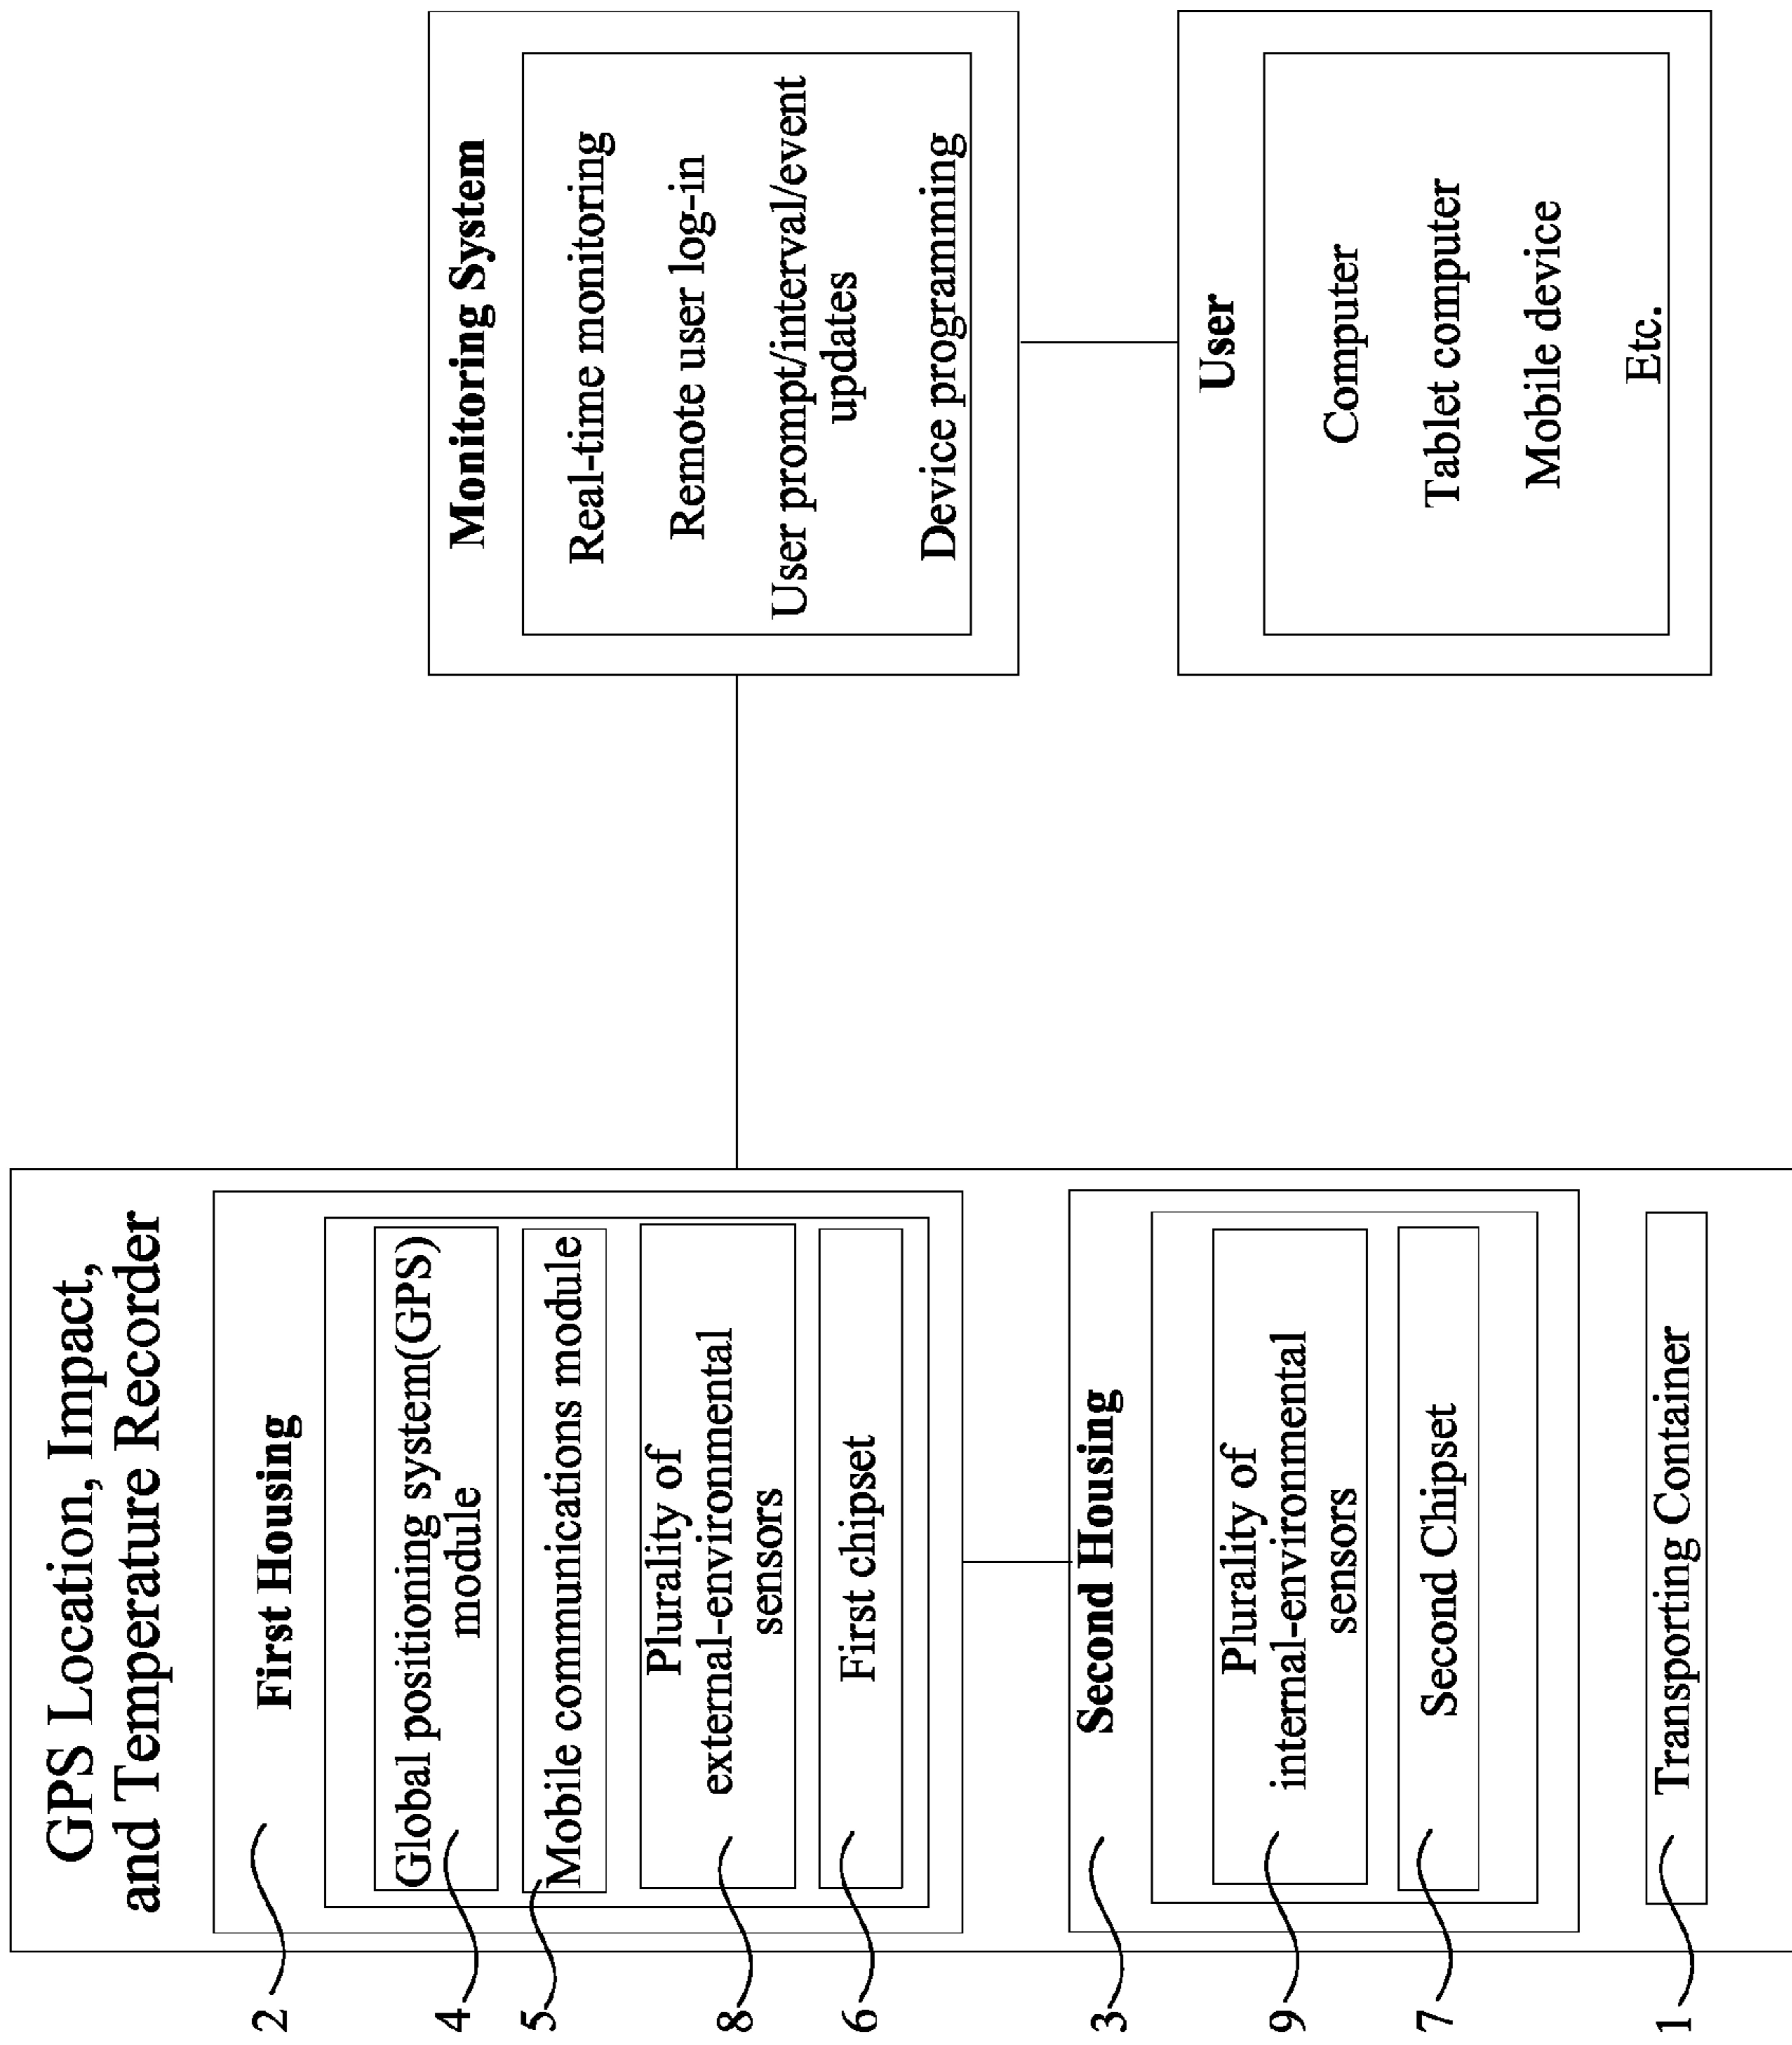 GPS Location, Impact,
and Temperature Recorder
2
First Housing
4
Global positioning system(GPS)
module
5
Mobile communications module
8
Plurality of
external-environmental
sensors
6
First chipset
3
Second Housing
9
Plurality of
internal-environmental
sensors
7
Second Chipset
1
Transporting Container
Monitoring System
Real-time monitoring
Remote user log-in
User prompt/interval/event
updates
Device programming
User
Computer
Tablet computer
Mobile device
Etc.